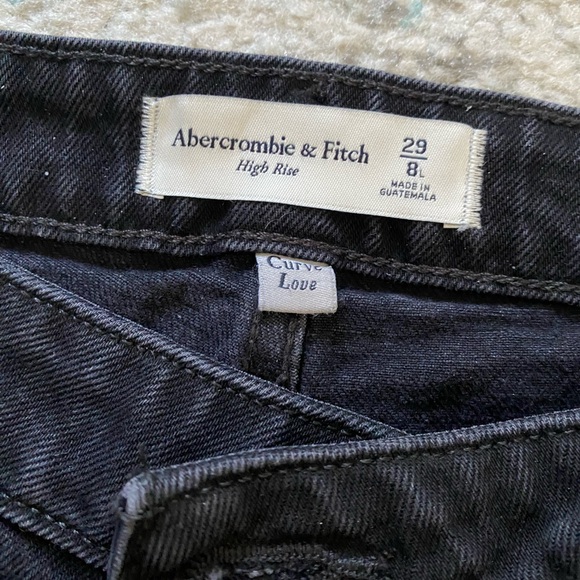 Abercrombie & Fitch
High Rise
29
8L
MADE IN
GUATEMALA
Curve
Love